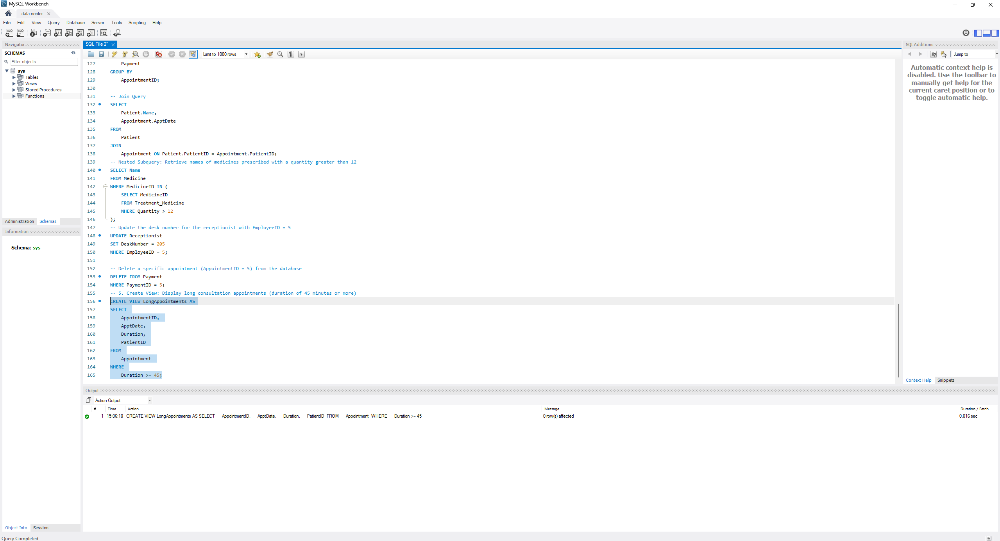 MySQL Workbench
data center
File Edit View Query Database Server Tools Scripting Help
Navigator
SCHEMAS
Filter objects
sys
Tables
Views
Stored Procedures
Functions
Administration Schemas
Information
Schema: sys
Object Info Session
Query Completed
SQL File 2*
Limit to 1000 rows
127 Payment
128 GROUP BY
129 AppointmentID;
130
131 -- Join Query
132 SELECT
133 Patient.Name,
134 Appointment.ApptDate
135 FROM
136 Patient
137 JOIN
138 Appointment ON Patient.PatientID = Appointment.PatientID;
139 -- Nested Subquery: Retrieve names of medicines prescribed with a quantity greater than 12
140 SELECT Name
141 FROM Medicine
142 WHERE MedicineID IN (
143 SELECT MedicineID
144 FROM Treatment_Medicine
145 WHERE Quantity > 12
146 );
147 -- Update the desk number for the receptionist with EmployeeID = 5
148 UPDATE Receptionist
149 SET DeskNumber = 205
150 WHERE EmployeeID = 5;
151
152 -- Delete a specific appointment (AppointmentID = 5) from the database
153 DELETE FROM Payment
154 WHERE PaymentID = 5;
155 -- 5. Create View: Display long consultation appointments (duration of 45 minutes or more)
156 CREATE VIEW LongAppointments AS
157 SELECT
158 AppointmentID,
159 ApptDate,
160 Duration,
161 PatientID
162 FROM
163 Appointment
164 WHERE
165 Duration >= 45;
Output
Action Output
# Time Action Message Duration / Fetch
1 15:06:10 CREATE VIEW LongAppointments AS SELECT AppointmentID, ApptDate, Duration, PatientID FROM Appointment WHERE Duration >= 45 0 row(s) affected 0.016 sec
SQLAdditions
Jump to
Automatic context help is
disabled. Use the toolbar to
manually get help for the
current caret position or to
toggle automatic help.
Context Help Snippets